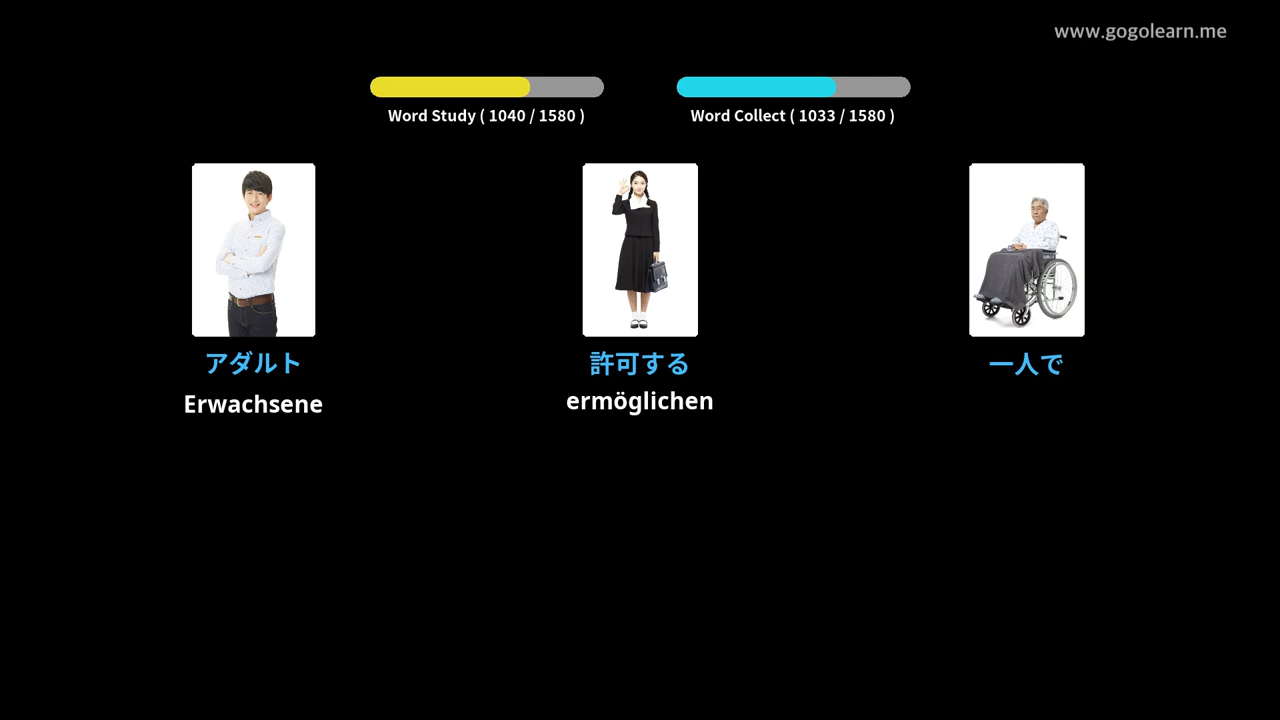 www.gogolearn.me
Word Study ( 1040 / 1580 )
Word Collect ( 1033 / 1580 )
アダルト
Erwachsene
許可する
ermöglichen
一人で